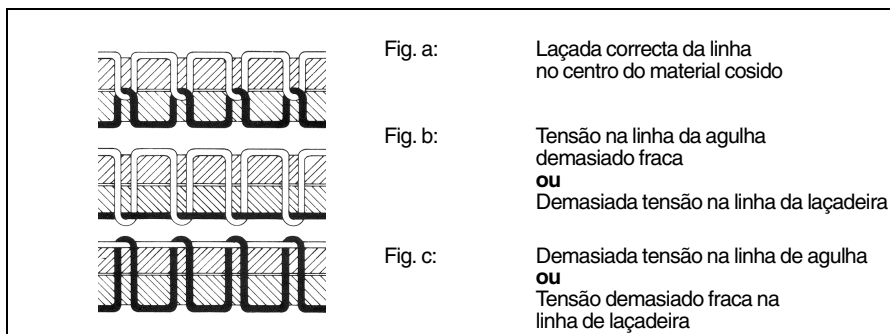 Fig. a: Laçada correcta da linha
no centro do material cosido
Fig. b: Tensão na linha da agulha
demasiado fraca
ou
Demasiada tensão na linha da laçadeira
Fig. c: Demasiada tensão na linha de agulha
ou
Tensão demasiado fraca na
linha de laçadeira